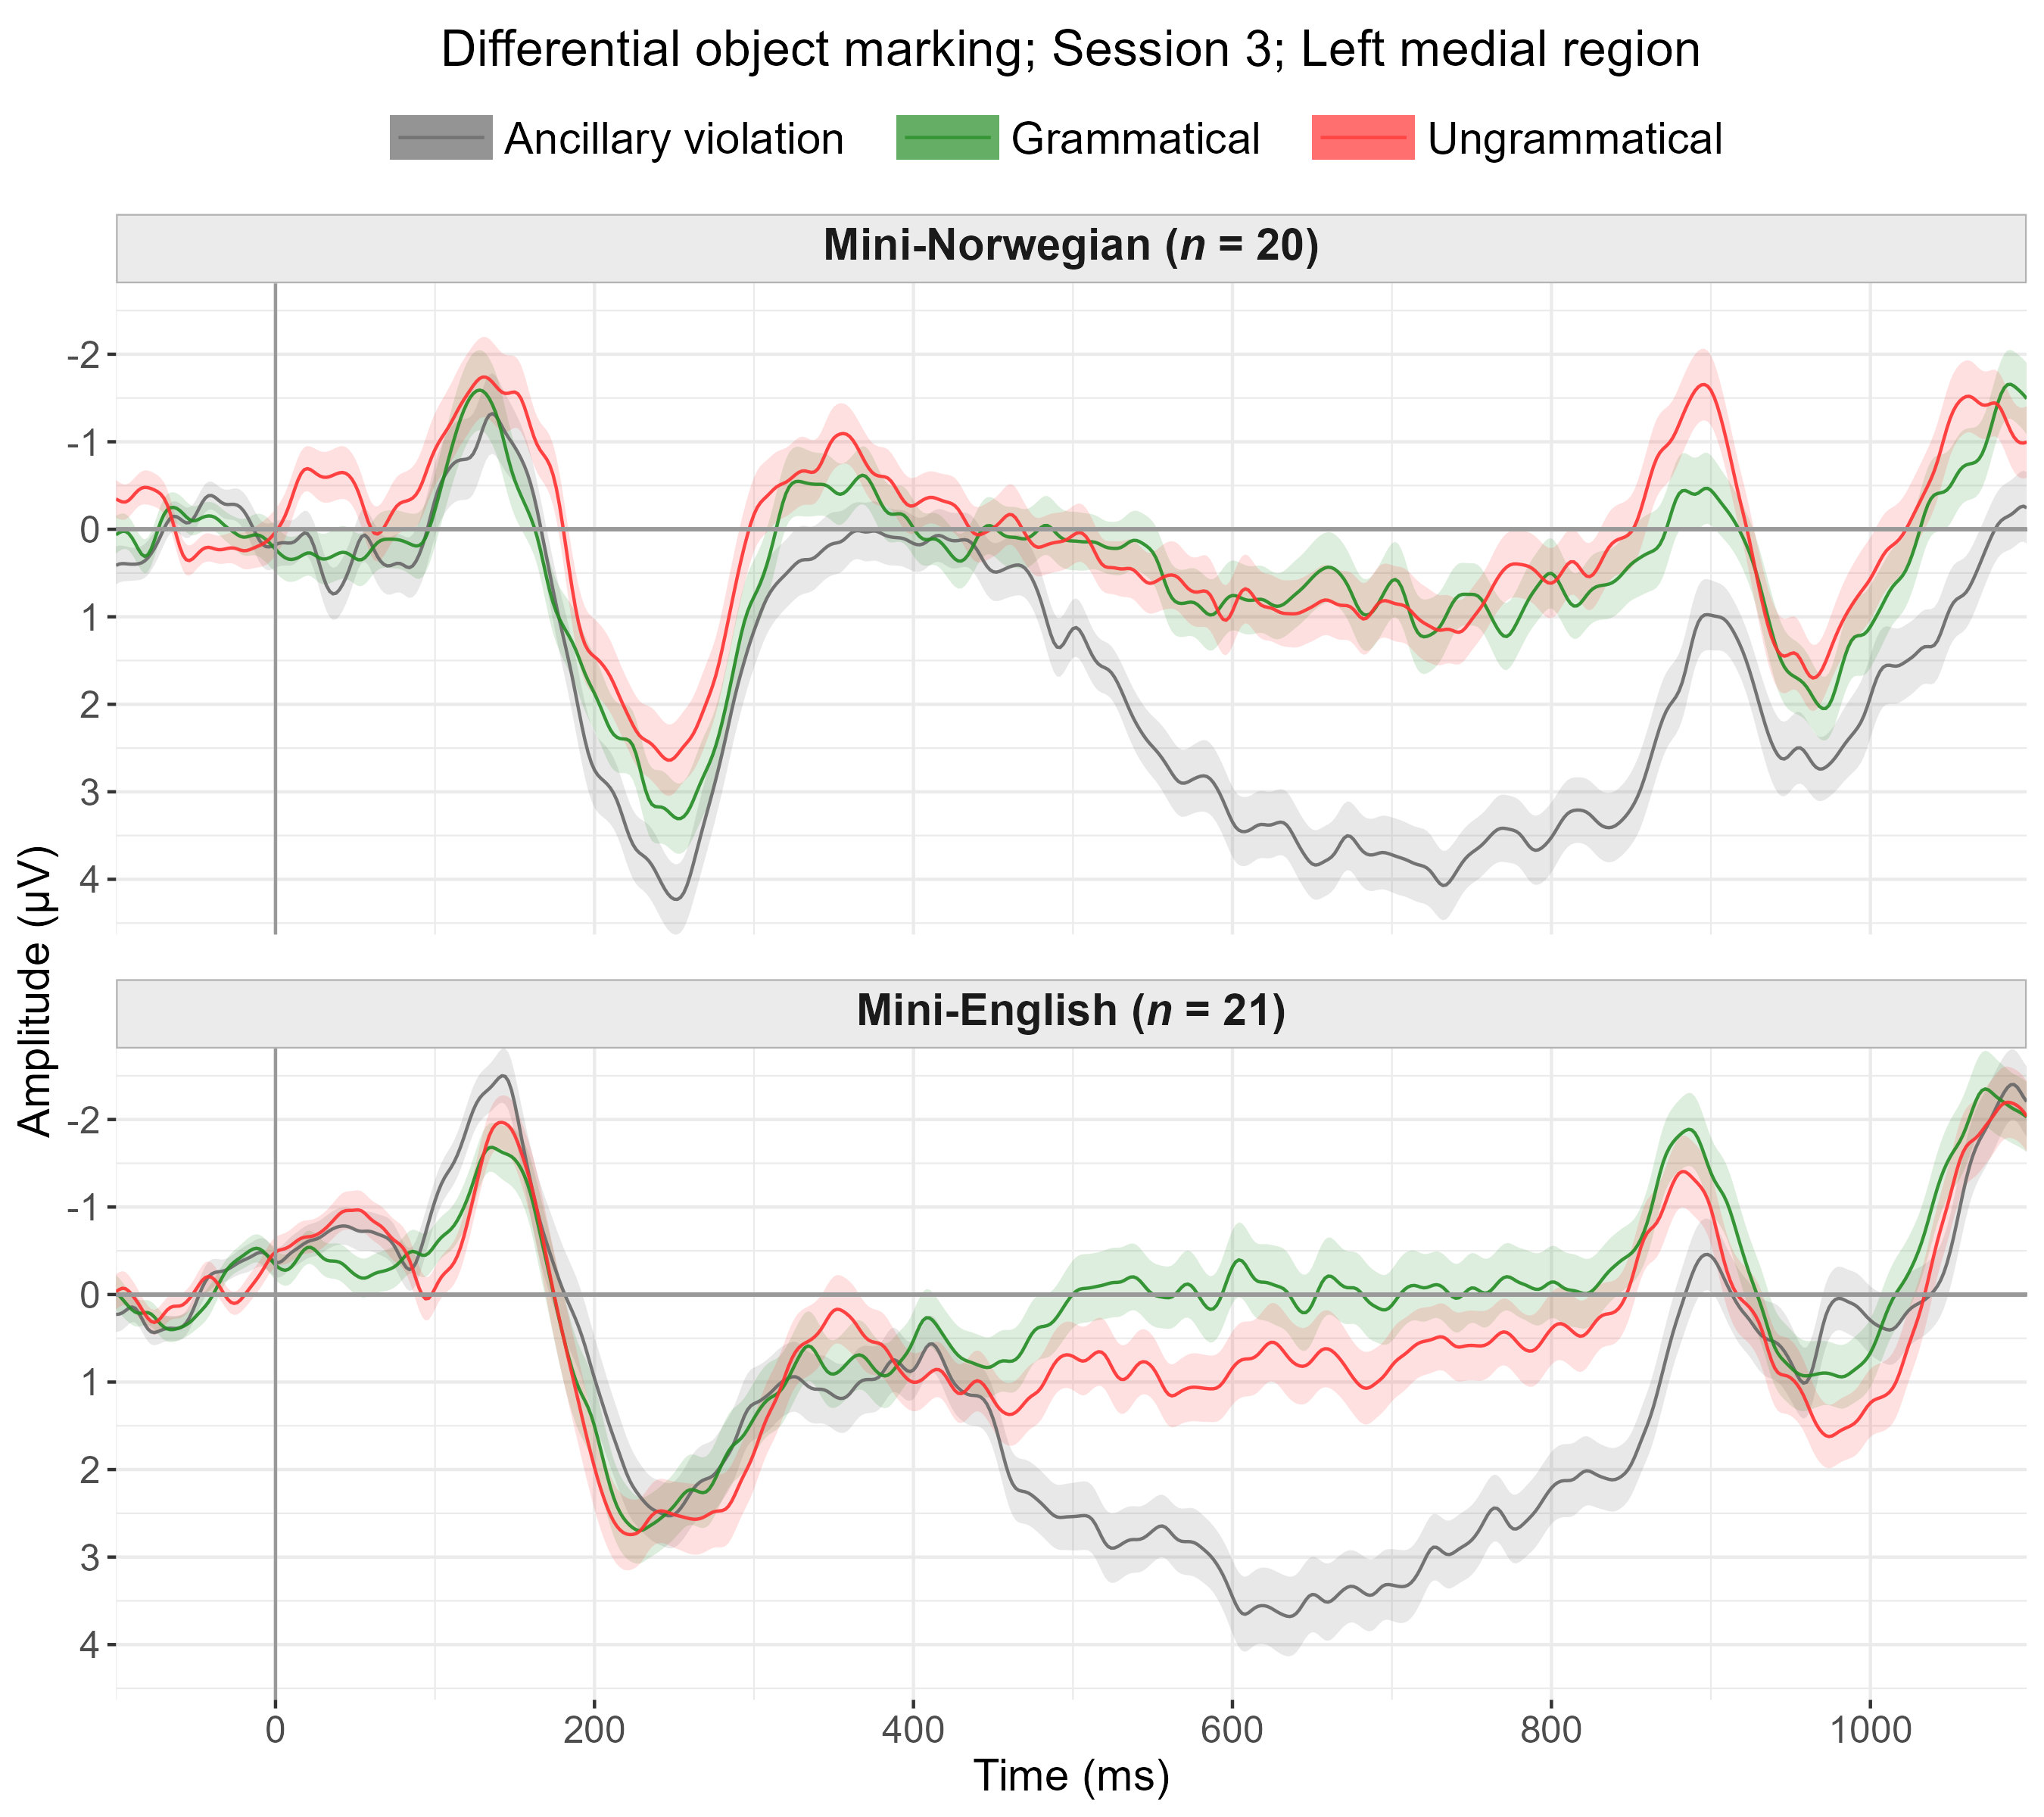 Differential object marking; Session 3; Left medial region
Ancillary violation
Grammatical
Ungrammatical
Mini-Norwegian (n = 20)
-2
-1
0
1
2
3
4
Amplitude (µV)
Mini-English (n = 21)
-2
-1
0
1
2
3
4
0
200
400
600
800
1000
Time (ms)